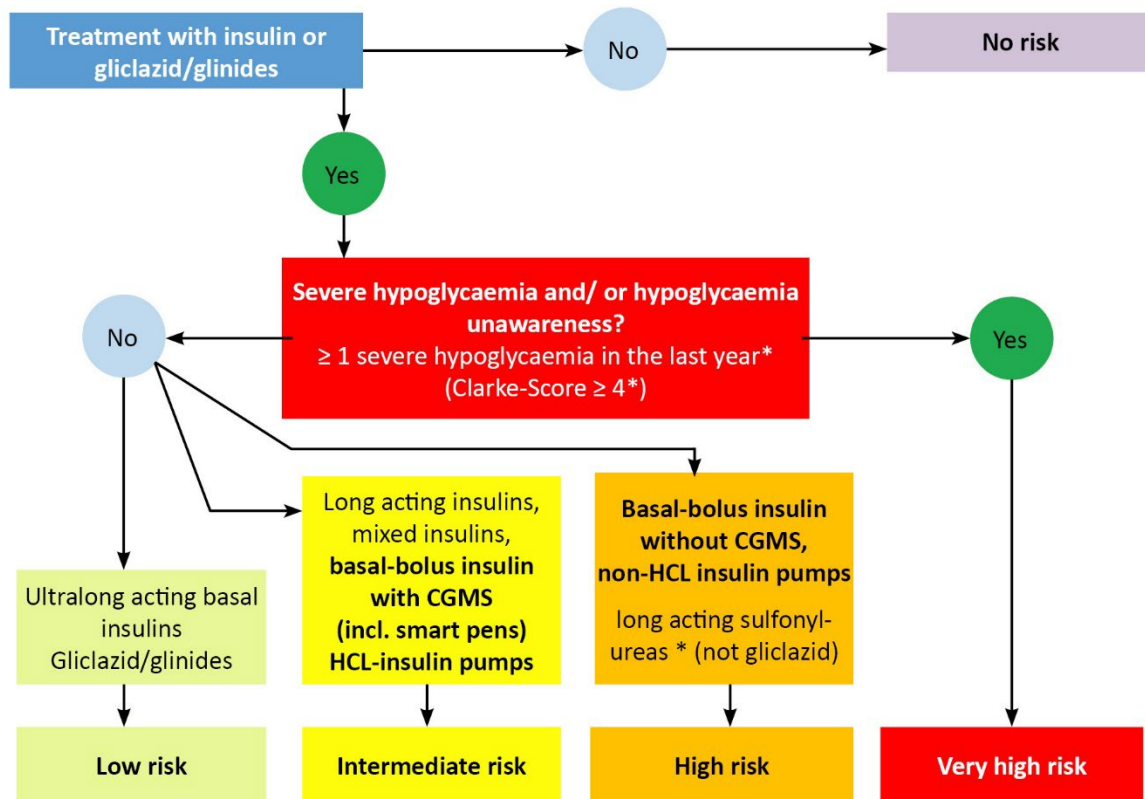 Treatment with insulin or
gliclazid/glinides
No
No risk
Yes
Severe hypoglycaemia and/ or hypoglycaemia
unawareness?
≥ 1 severe hypoglycaemia in the last year*
(Clarke-Score ≥ 4*)
No
Yes
Ultralong acting basal
insulins
Gliclazid/glinides
Long acting insulins,
mixed insulins,
basal-bolus insulin
with CGMS
(incl. smart pens)
HCL-insulin pumps
Basal-bolus insulin
without CGMS,
non-HCL insulin pumps
long acting sulfonyl-
ureas * (not gliclazid)
Low risk
Intermediate risk
High risk
Very high risk